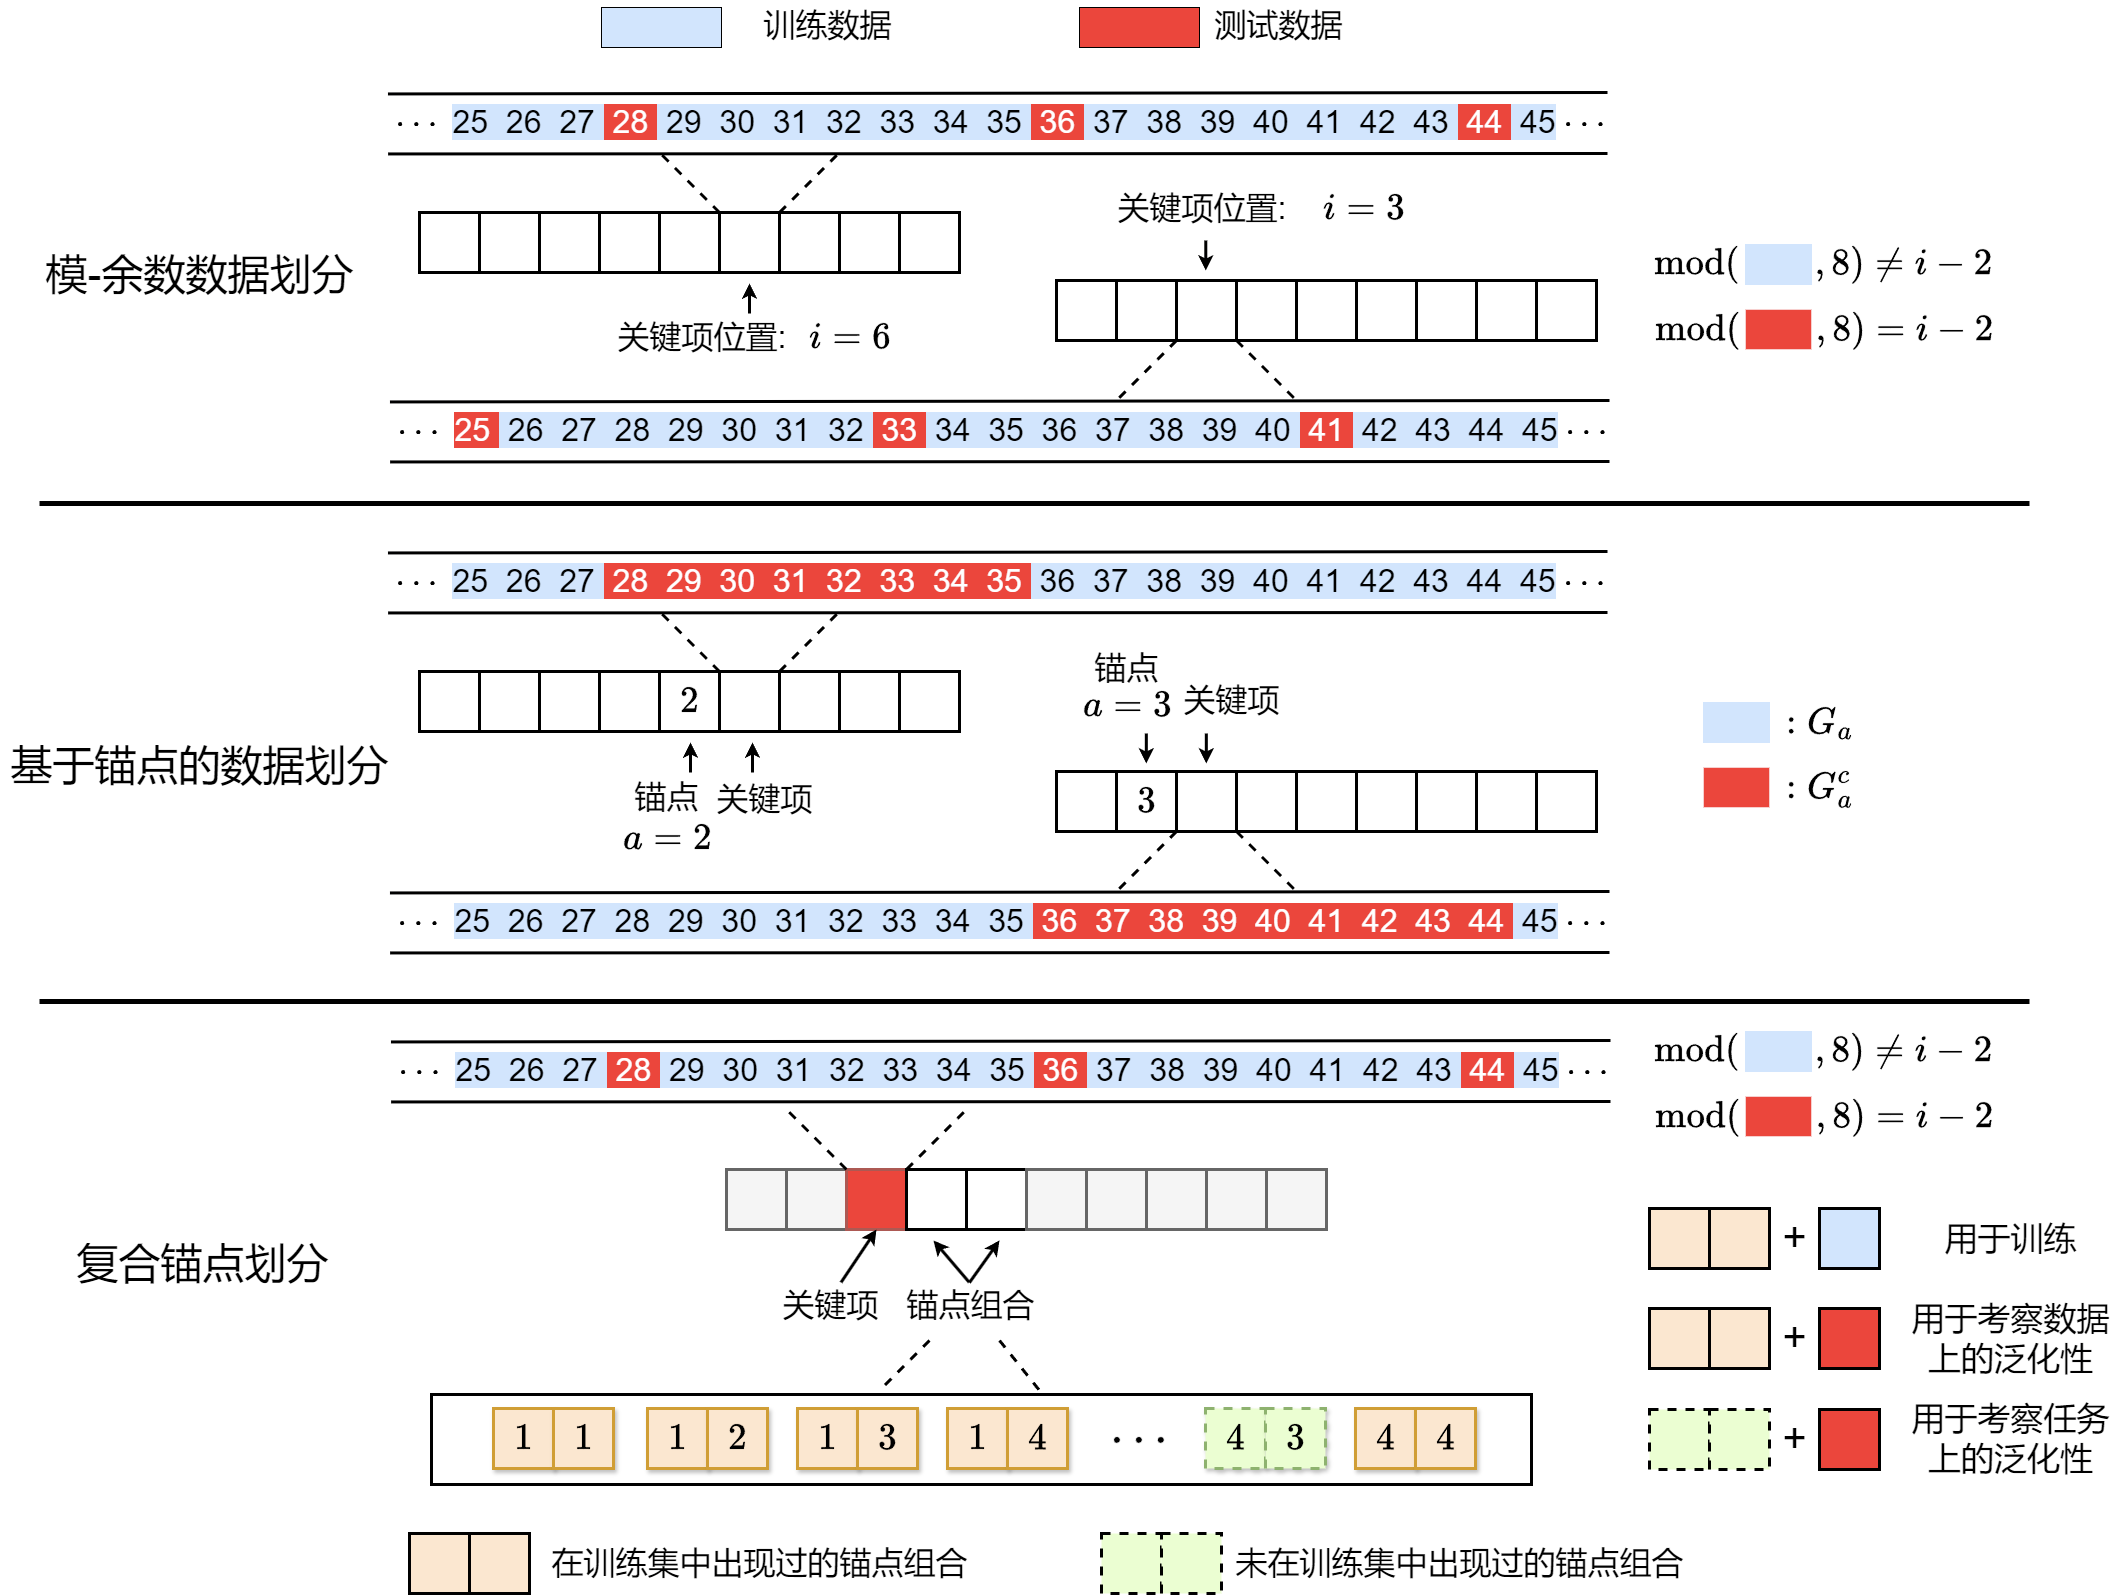 训练数据 测试数据
··· 25 26 27 28 29 30 31 32 33 34 35 36 37 38 39 40 41 42 43 44 45 ···
关键项位置: i = 3
模-余数数据划分
mod( , 8) ≠ i − 2
mod( , 8) = i − 2
关键项位置: i = 6
··· 25 26 27 28 29 30 31 32 33 34 35 36 37 38 39 40 41 42 43 44 45 ···
··· 25 26 27 28 29 30 31 32 33 34 35 36 37 38 39 40 41 42 43 44 45 ···
2
锚点 关键项
a = 2
锚点
a = 3 关键项
3
基于锚点的数据划分
: Gₐ
: Gₐᶜ
··· 25 26 27 28 29 30 31 32 33 34 35 36 37 38 39 40 41 42 43 44 45 ···
··· 25 26 27 28 29 30 31 32 33 34 35 36 37 38 39 40 41 42 43 44 45 ···
mod( , 8) ≠ i − 2
mod( , 8) = i − 2
复合锚点划分
关键项 锚点组合
+ 用于训练
+ 用于考察数据
上的泛化性
+ 用于考察任务
上的泛化性
1 1 1 2 1 3 1 4 ··· 4 3 4 4
在训练集中出现过的锚点组合 未在训练集中出现过的锚点组合